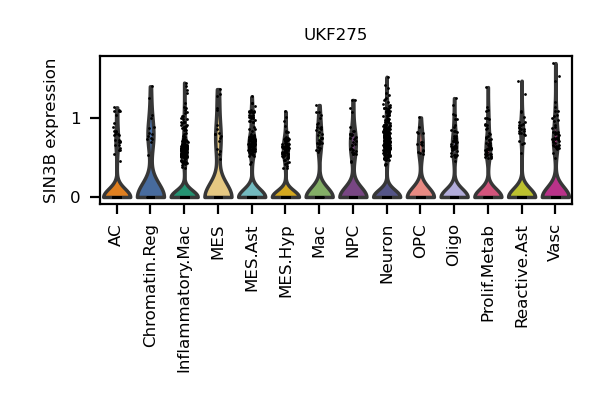 UKF275
SIN3B expression
1
0
AC
Chromatin.Reg
Inflammatory.Mac
MES
MES.Ast
MES.Hyp
Mac
NPC
Neuron
OPC
Oligo
Prolif.Metab
Reactive.Ast
Vasc